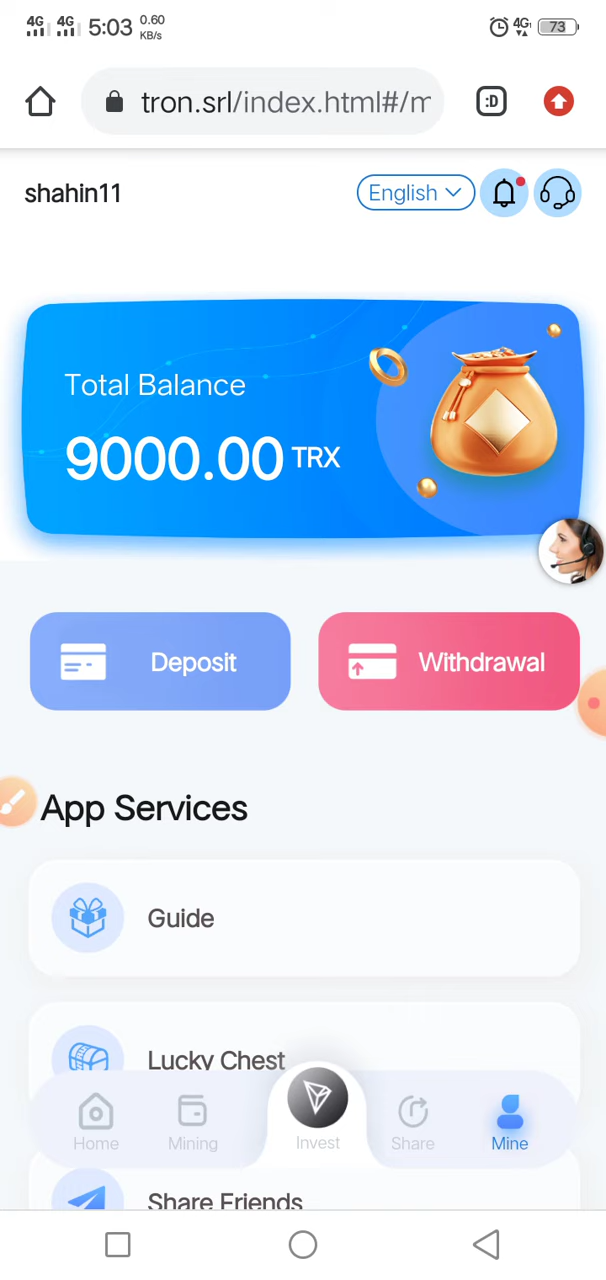 4G 4G 5:03 0.60 KB/s 4G 73
tron.srl/index.html#/m :D
shahin11 English
Total Balance
9000.00 TRX
Deposit Withdrawal
App Services
Guide
Lucky Chest
Home Mining Invest Share Mine
Share Friends